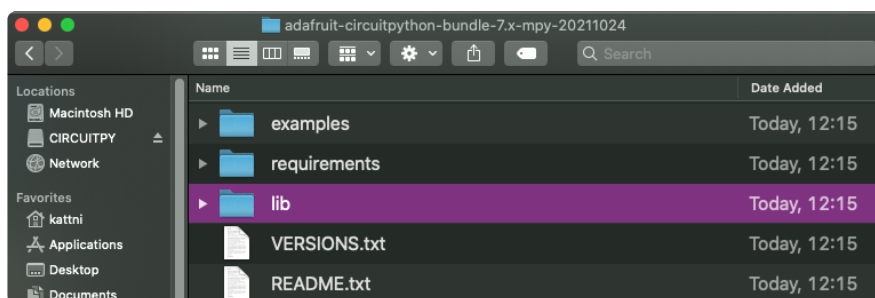 adafruit-circuitpython-bundle-7.x-mpy-20211024
Search
Locations
Macintosh HD
CIRCUITPY
Network
Favorites
kattni
Applications
Desktop
Documents
Name Date Added
examples Today, 12:15
requirements Today, 12:15
lib Today, 12:15
VERSIONS.txt Today, 12:15
README.txt Today, 12:15